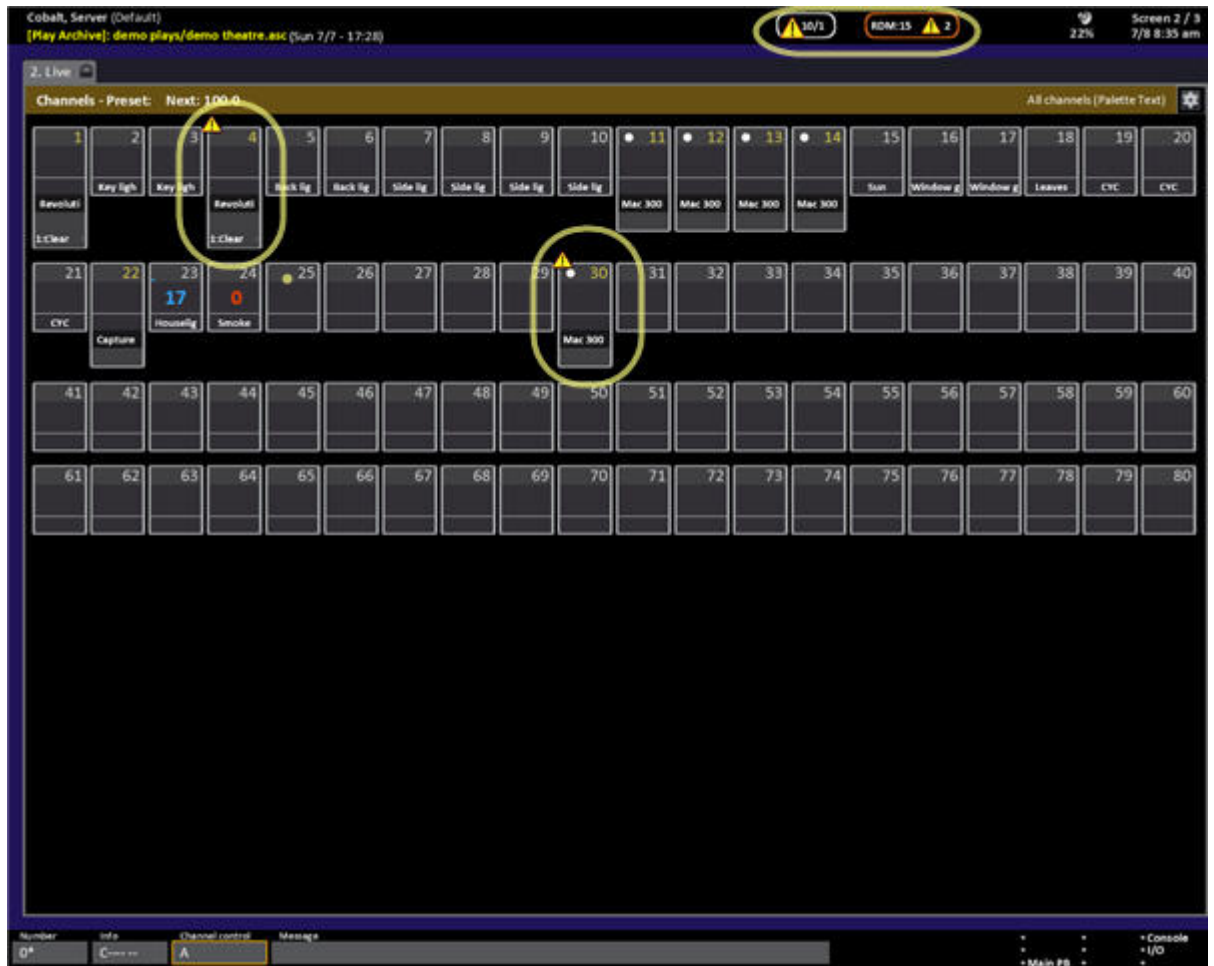 Cobalt, Server (Default)
[Play Archive]: demo plays/demo theatre.asc (Sun 7/7 - 17:28)
10/1 RDM:15 2
22%
Screen 2 / 3
7/8 8:35 am
2. Live
Channels - Preset: Next: 100.0 All channels (Palette Text)
1 2 3 4 5 6 7 8 9 10 11 12 13 14 15 16 17 18 19 20
Key ligh Key ligh Back lig Back lig Side lig Side lig Side lig Side lig Sun Window g Window g Leaves CYC CYC
Revoluti Revoluti Mac 300 Mac 300 Mac 300 Mac 300
1:Clear 1:Clear
21 22 23 24 25 26 27 28 29 30 31 32 33 34 35 36 37 38 39 40
17 0
CYC Houselig Smoke
Capture Mac 300
41 42 43 44 45 46 47 48 49 50 51 52 53 54 55 56 57 58 59 60
61 62 63 64 65 66 67 68 69 70 71 72 73 74 75 76 77 78 79 80
Number Info Channel control Message
0* C----- -- A
Console
I/O
Main PB